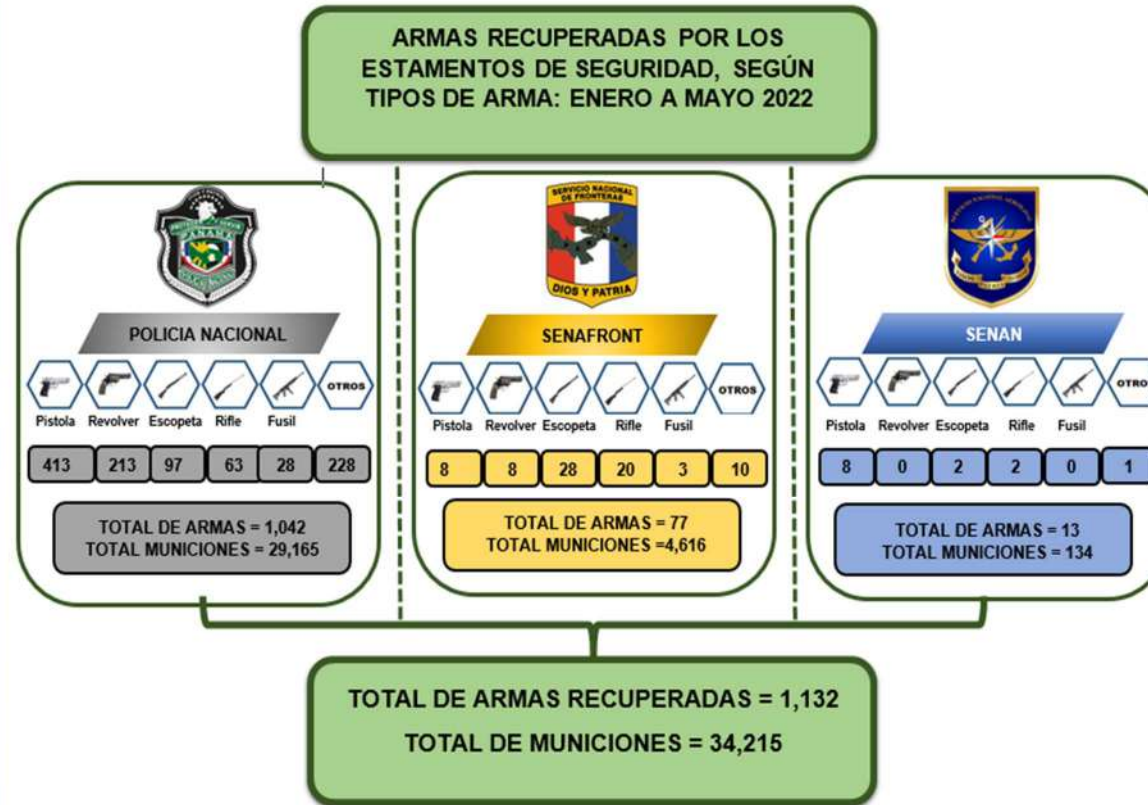 ARMAS RECUPERADAS POR LOS
ESTAMENTOS DE SEGURIDAD, SEGÚN
TIPOS DE ARMA: ENERO A MAYO 2022
PANAMA
POLICIA NACIONAL
OTROS
Pistola Revolver Escopeta Rifle Fusil
413 213 97 63 28 228
TOTAL DE ARMAS = 1,042
TOTAL MUNICIONES = 29,165
SERVICIO NACIONAL
DE FRONTERAS
DIOS Y PATRIA
SENAFRONT
OTROS
Pistola Revolver Escopeta Rifle Fusil
8 8 28 20 3 10
TOTAL DE ARMAS = 77
TOTAL MUNICIONES =4,616
SENAN
OTRO
Pistola Revolver Escopeta Rifle Fusil
8 0 2 2 0 1
TOTAL DE ARMAS = 13
TOTAL MUNICIONES = 134
TOTAL DE ARMAS RECUPERADAS = 1,132
TOTAL DE MUNICIONES = 34,215